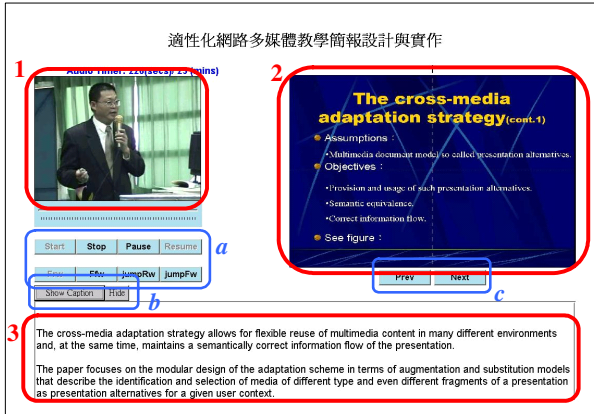 適性化網路多媒體教學簡報設計與實作
1
2
The cross-media
adaptation strategy(cont.1)
Assumptions：
•Multimedia document model so called presentation alternatives.
Objectives：
•Provision and usage of such presentation alternatives.
•Semantic equivalence.
•Correct information flow.
See figure：
Start Stop Pause Resume
a
Ffw jumpRw jumpFw
Show Caption Hide
b
Prev Next
c
3
The cross-media adaptation strategy allows for flexible reuse of multimedia content in many different environments
and, at the same time, maintains a semantically correct information flow of the presentation.
The paper focuses on the modular design of the adaptation scheme in terms of augmentation and substitution models
that describe the identification and selection of media of different type and even different fragments of a presentation
as presentation alternatives for a given user context.